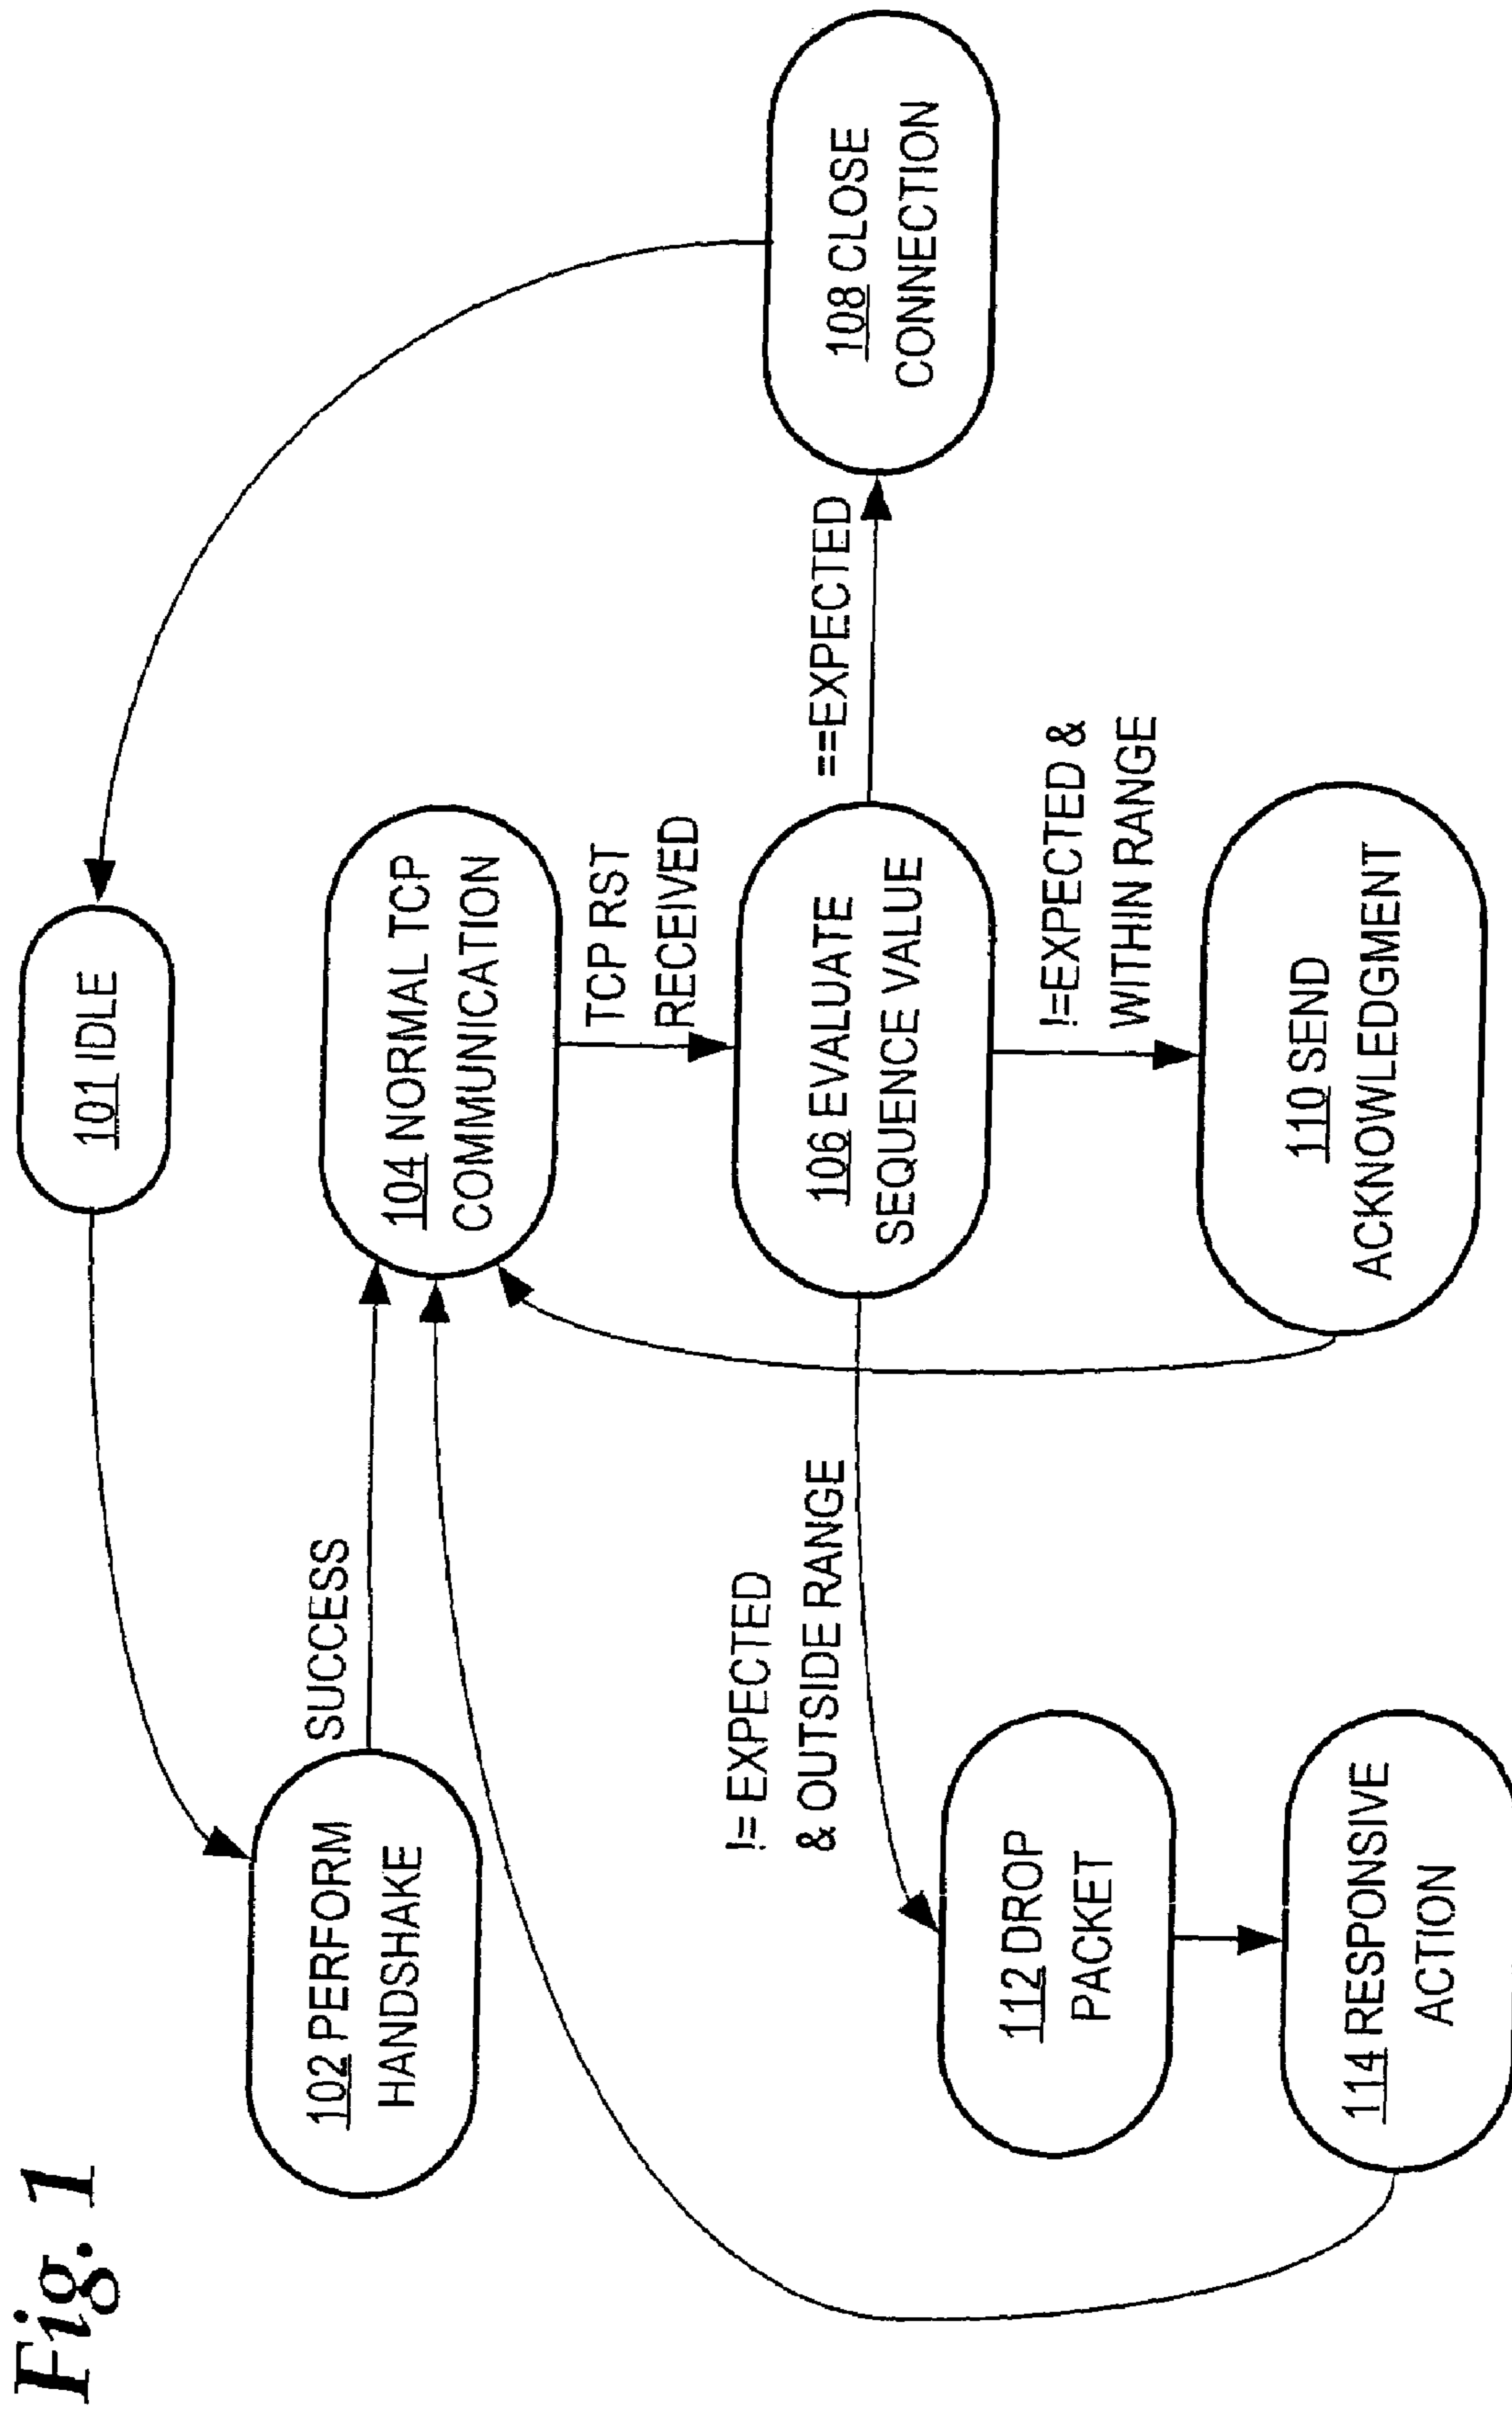 Fig. 1
101 IDLE
102 PERFORM
HANDSHAKE
SUCCESS
104 NORMAL TCP
COMMUNICATION
TCP RST
RECEIVED
106 EVALUATE
SEQUENCE VALUE
==EXPECTED
108 CLOSE
CONNECTION
!= EXPECTED
& OUTSIDE RANGE
!=EXPECTED &
WITHIN RANGE
112 DROP
PACKET
110 SEND
ACKNOWLEDGMENT
114 RESPONSIVE
ACTION